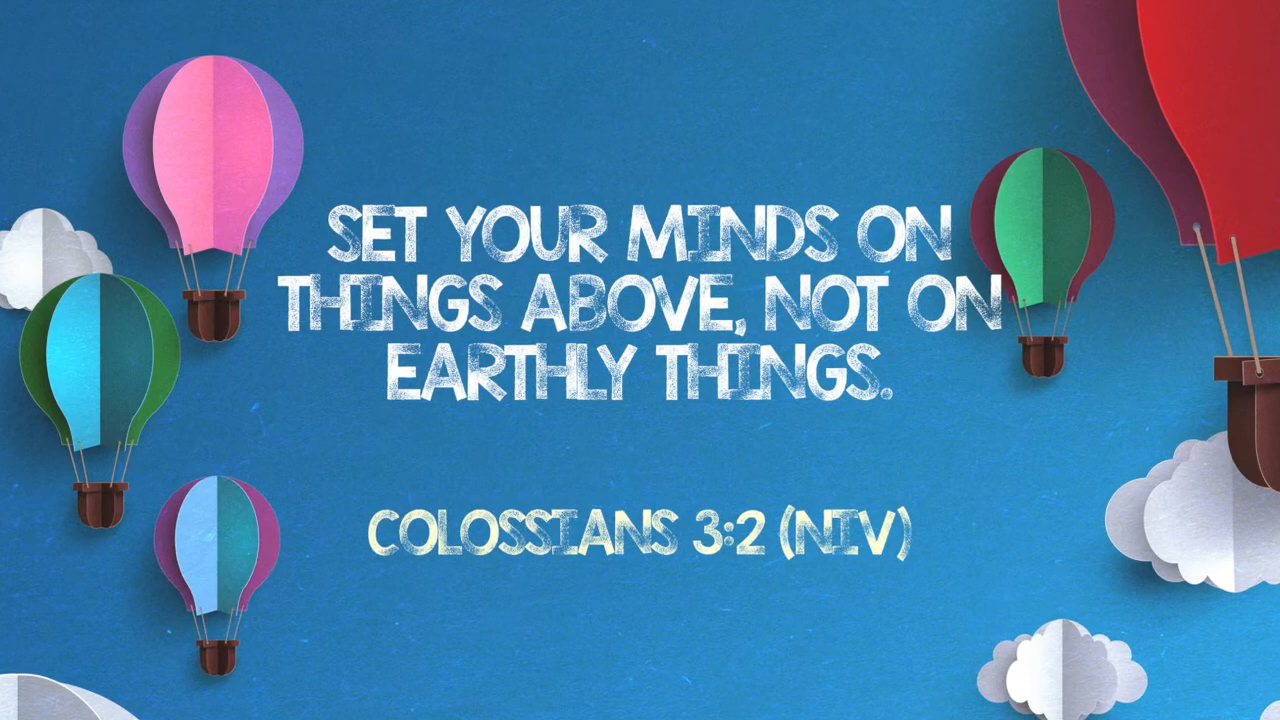 SET YOUR MINDS ON
THINGS ABOVE, NOT ON
EARTHLY THINGS.
COLOSSIANS 3:2 (NIV)